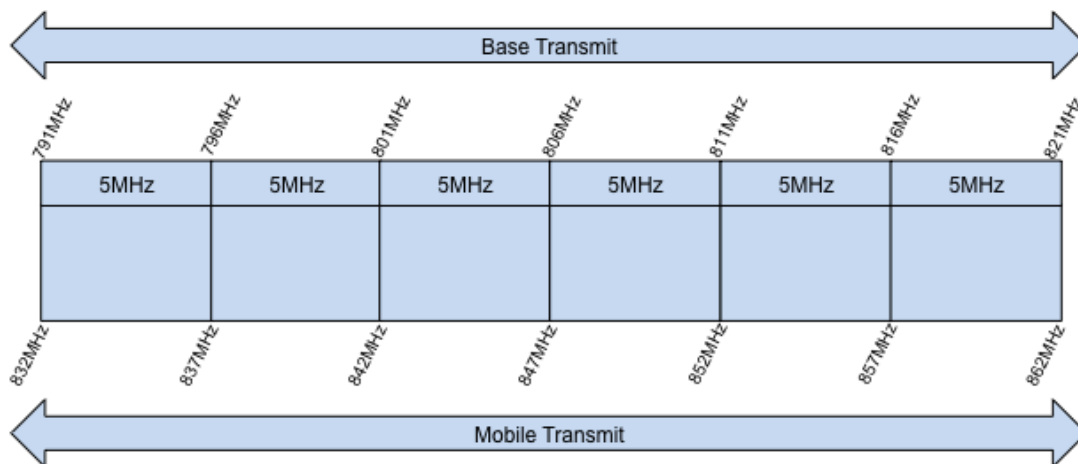 Base Transmit
791MHz 796MHz 801MHz 806MHz 811MHz 816MHz 821MHz
5MHz 5MHz 5MHz 5MHz 5MHz 5MHz
832MHz 837MHz 842MHz 847MHz 852MHz 857MHz 862MHz
Mobile Transmit